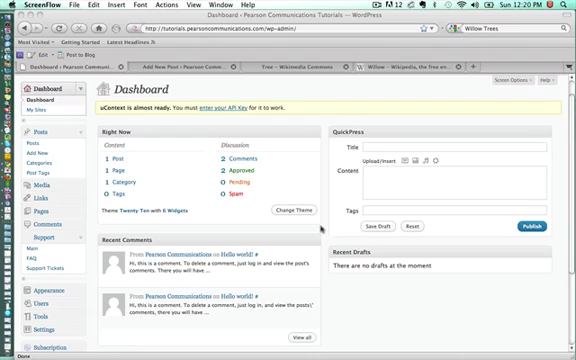 ScreenFlow File Edit Insert Font Actions View Window Help 12 Sun 12:20 PM
Dashboard ‹ Pearson Communications Tutorials — WordPress
http://tutorials.pearsoncommunications.com/wp-admin/ Willow Trees
Most Visited Getting Started Latest Headlines
Edit Post to Blog
Dashboard ‹ Pearson Communi... Add New Post ‹ Pearson Comm... Tree - Wikimedia Commons Willow - Wikipedia, the free en...
Screen Options Help
Dashboard
Dashboard
My Sites
Posts
Posts
Add New
Categories
Post Tags
Media
Links
Pages
Comments
Support
Main
FAQ
Support Tickets
Appearance
Users
Tools
Settings
Subscription
Dashboard
uContext is almost ready. You must enter your API Key for it to work.
Right Now
Content Discussion
1 Post 2 Comments
1 Page 2 Approved
1 Category 0 Pending
0 Tags 0 Spam
Theme Twenty Ten with 6 Widgets Change Theme
Recent Comments
From Pearson Communications on Hello world! #
Hi, this is a comment. To delete a comment, just log in and view the post's
comments. There you will have ...
From Pearson Communications on Hello world! #
Hi, this is a comment. To delete a comment, just log in and view the posts\'
comments, there you will have ...
View all
QuickPress
Title
Upload/Insert
Content
Tags
Save Draft Reset Publish
Recent Drafts
There are no drafts at the moment
Done